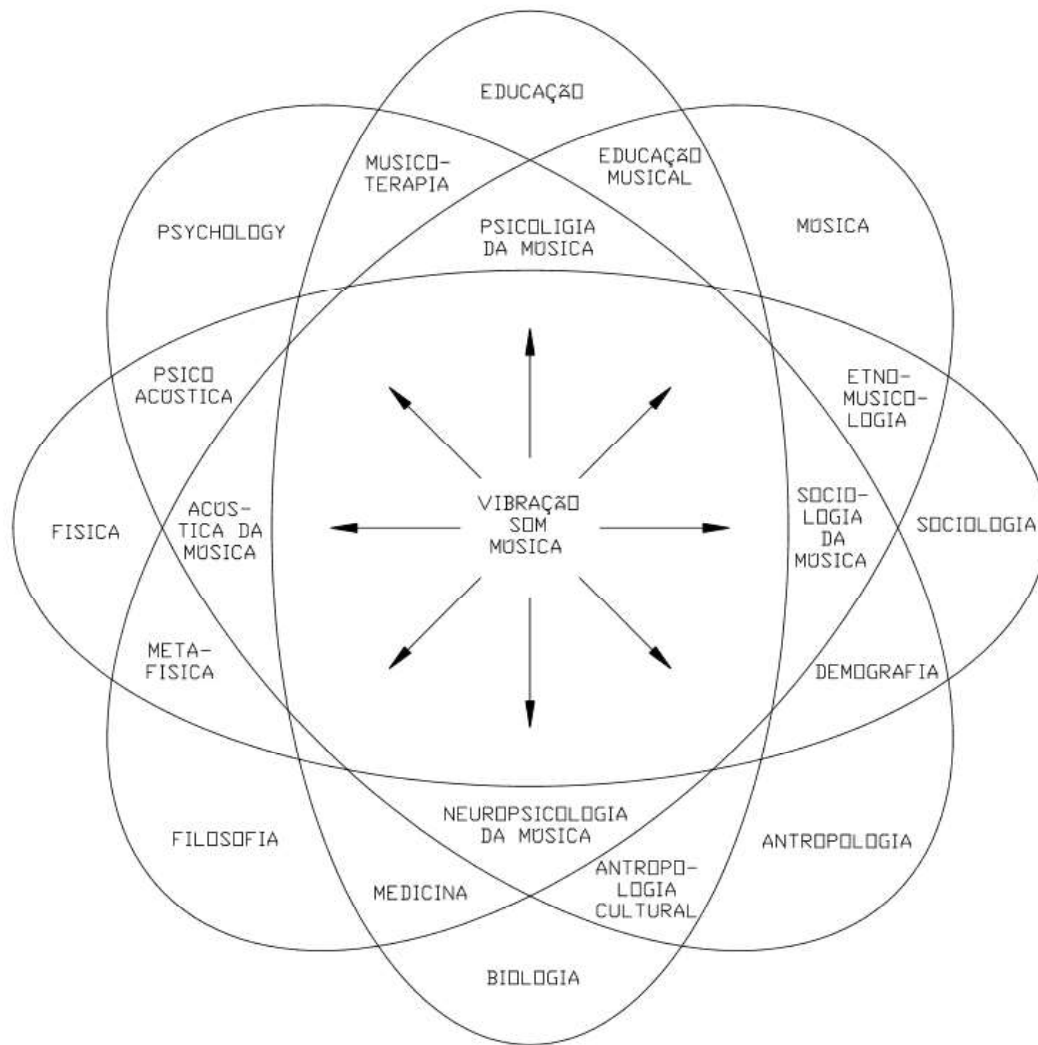 EDUCAÇÃO
MUSICO-
TERAPIA
EDUCAÇÃO
MUSICAL
PSYCHOLOGY
PSICOLIGIA
DA MÚSICA
MÚSICA
PSICO
ACÚSTICA
ETNO-
MUSICO-
LOGIA
FISICA
ACÚS-
TICA DA
MÚSICA
VIBRAÇÃO
SOM
MÚSICA
SOCIO-
LOGIA
DA
MÚSICA
SOCIOLOGIA
META-
FISICA
DEMOGRAFIA
FILOSOFIA
NEUROPSICOLOGIA
DA MÚSICA
ANTROPOLOGIA
MEDICINA
ANTROPO-
LOGIA
CULTURAL
BIOLOGIA